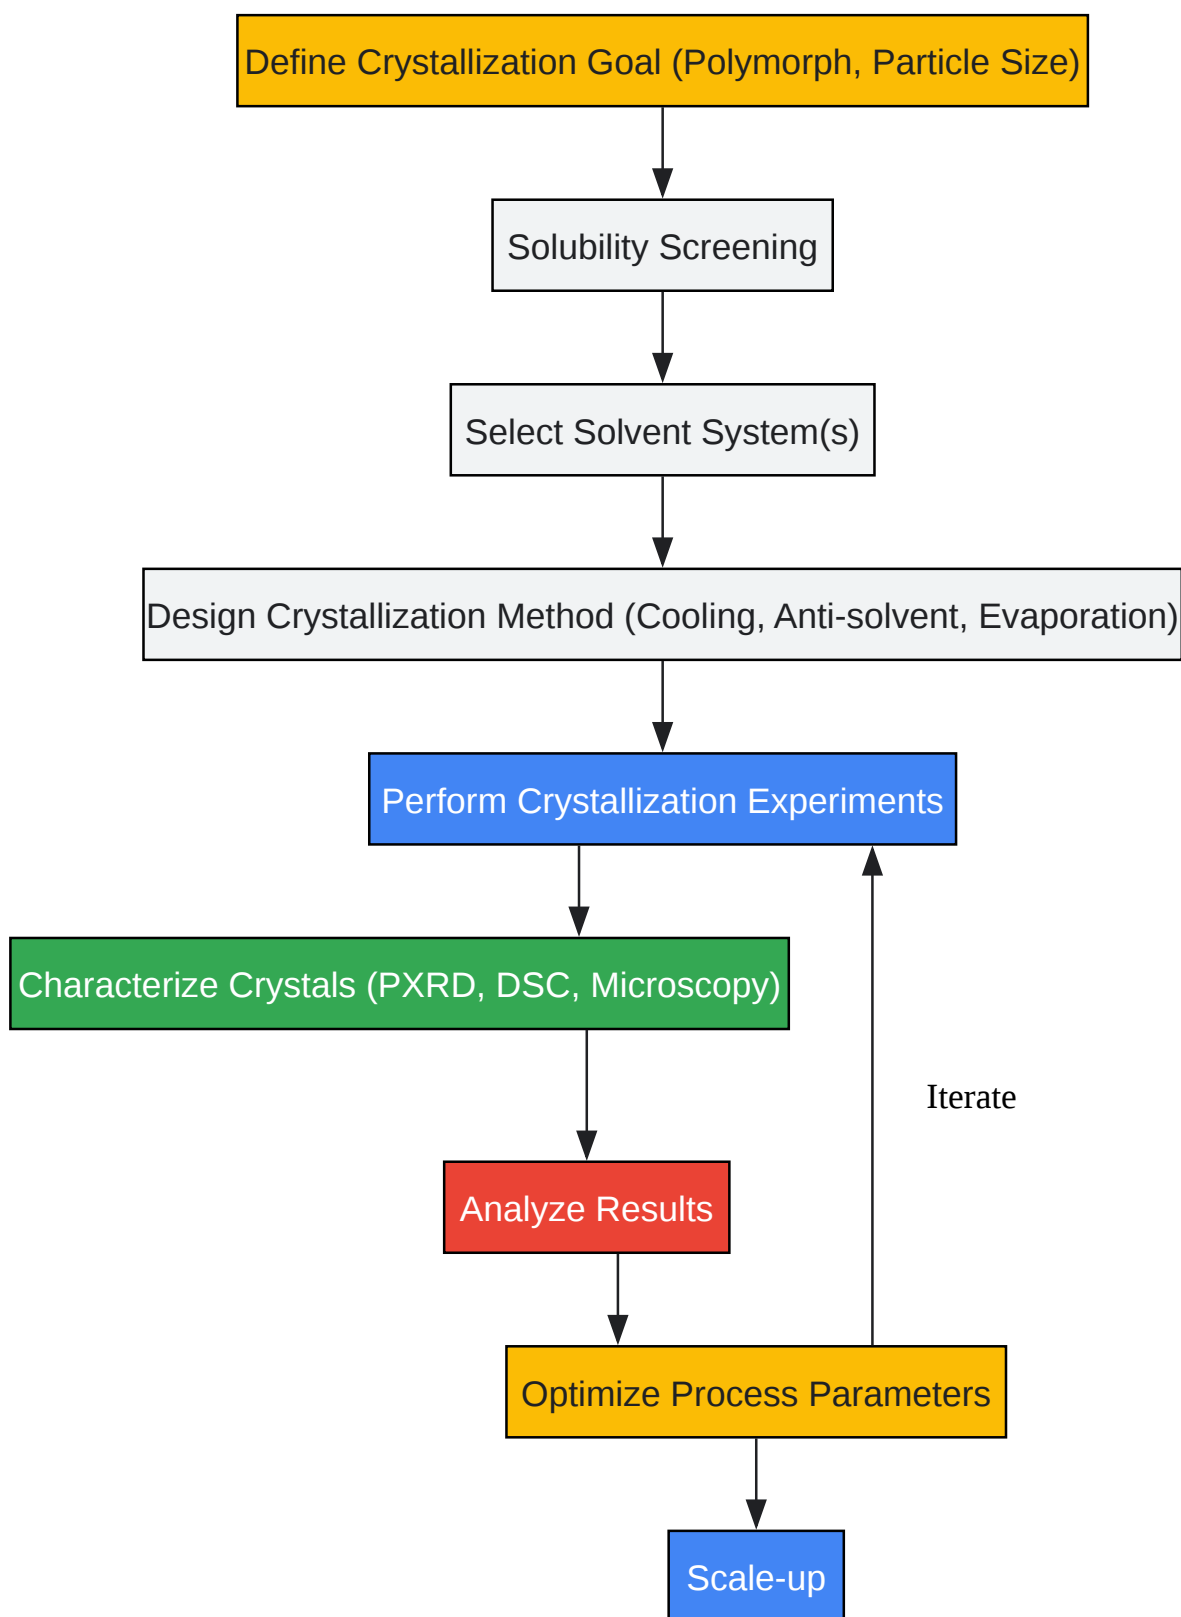 Define Crystallization Goal (Polymorph, Particle Size)
Solubility Screening
Select Solvent System(s)
Design Crystallization Method (Cooling, Anti-solvent, Evaporation)
Perform Crystallization Experiments
Characterize Crystals (PXRD, DSC, Microscopy)
Iterate
Analyze Results
Optimize Process Parameters
Scale-up